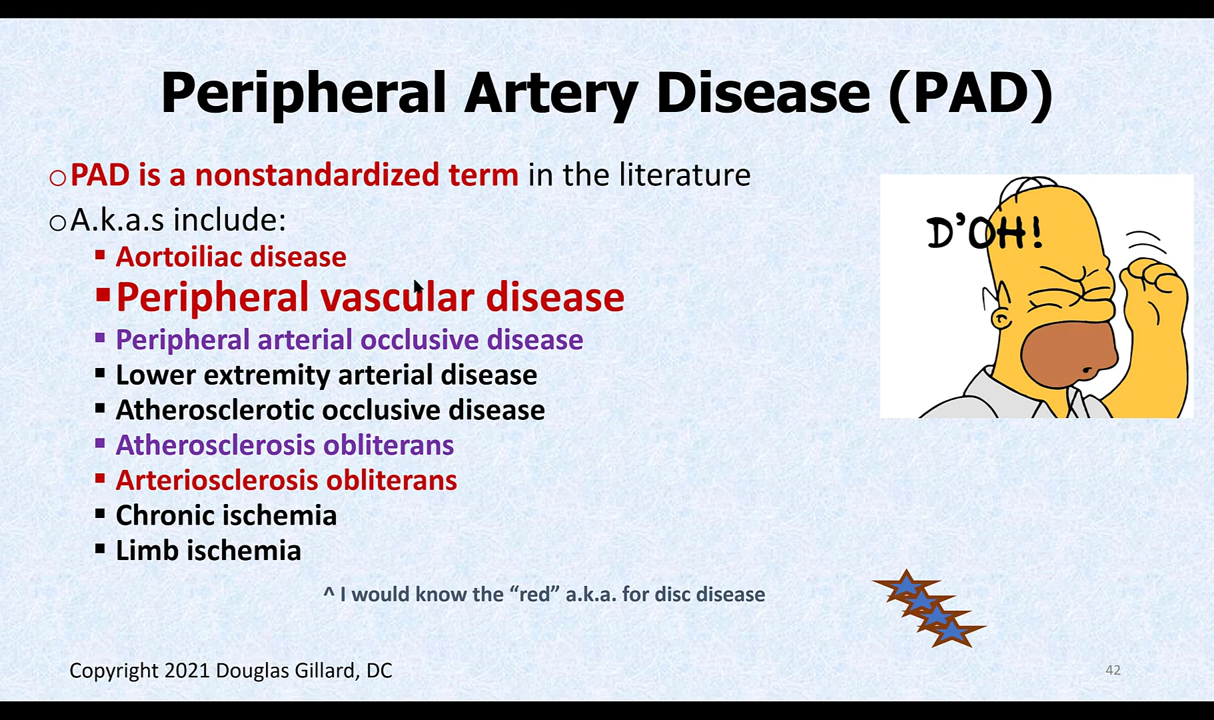 Peripheral Artery Disease (PAD)
PAD is a nonstandardized term in the literature
A.k.a.s include:
Aortoiliac disease
Peripheral vascular disease
Peripheral arterial occlusive disease
Lower extremity arterial disease
Atherosclerotic occlusive disease
Atherosclerosis obliterans
Arteriosclerosis obliterans
Chronic ischemia
Limb ischemia
^ I would know the “red” a.k.a. for disc disease
D'OH!
Copyright 2021 Douglas Gillard, DC
42